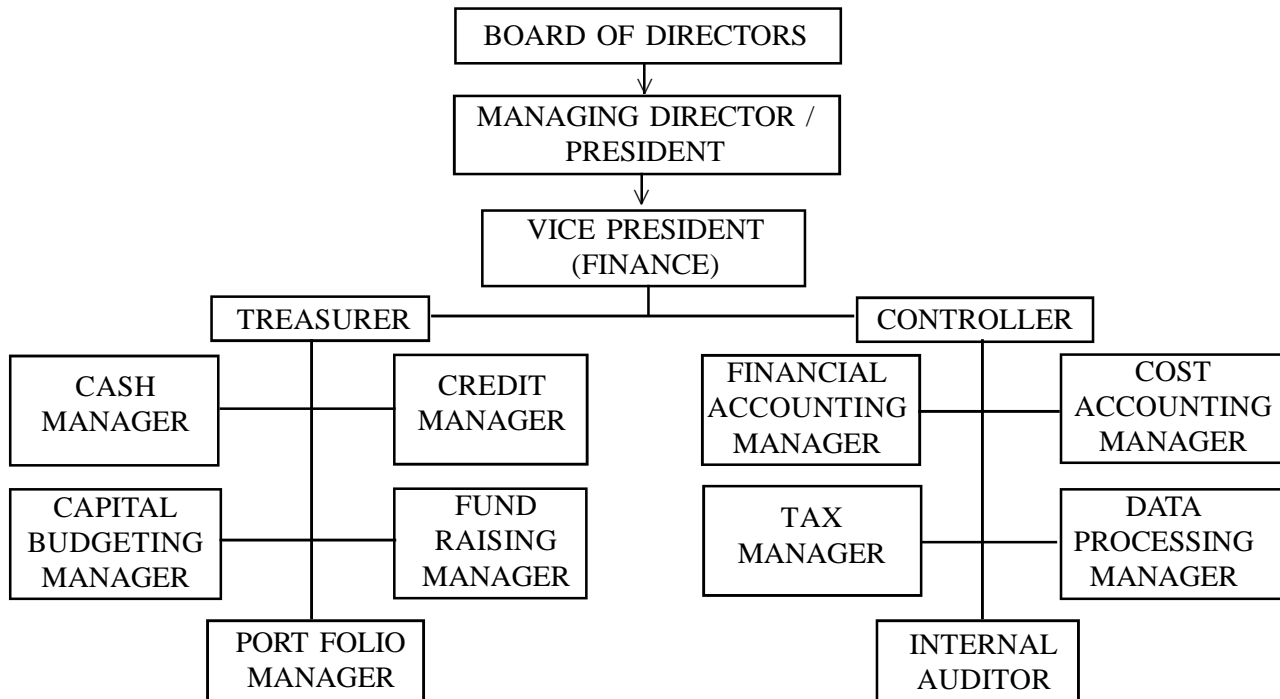 BOARD OF DIRECTORS
MANAGING DIRECTOR /
PRESIDENT
VICE PRESIDENT
(FINANCE)
TREASURER
CONTROLLER
CASH
MANAGER
CREDIT
MANAGER
FINANCIAL
ACCOUNTING
MANAGER
COST
ACCOUNTING
MANAGER
CAPITAL
BUDGETING
MANAGER
FUND
RAISING
MANAGER
TAX
MANAGER
DATA
PROCESSING
MANAGER
PORT FOLIO
MANAGER
INTERNAL
AUDITOR